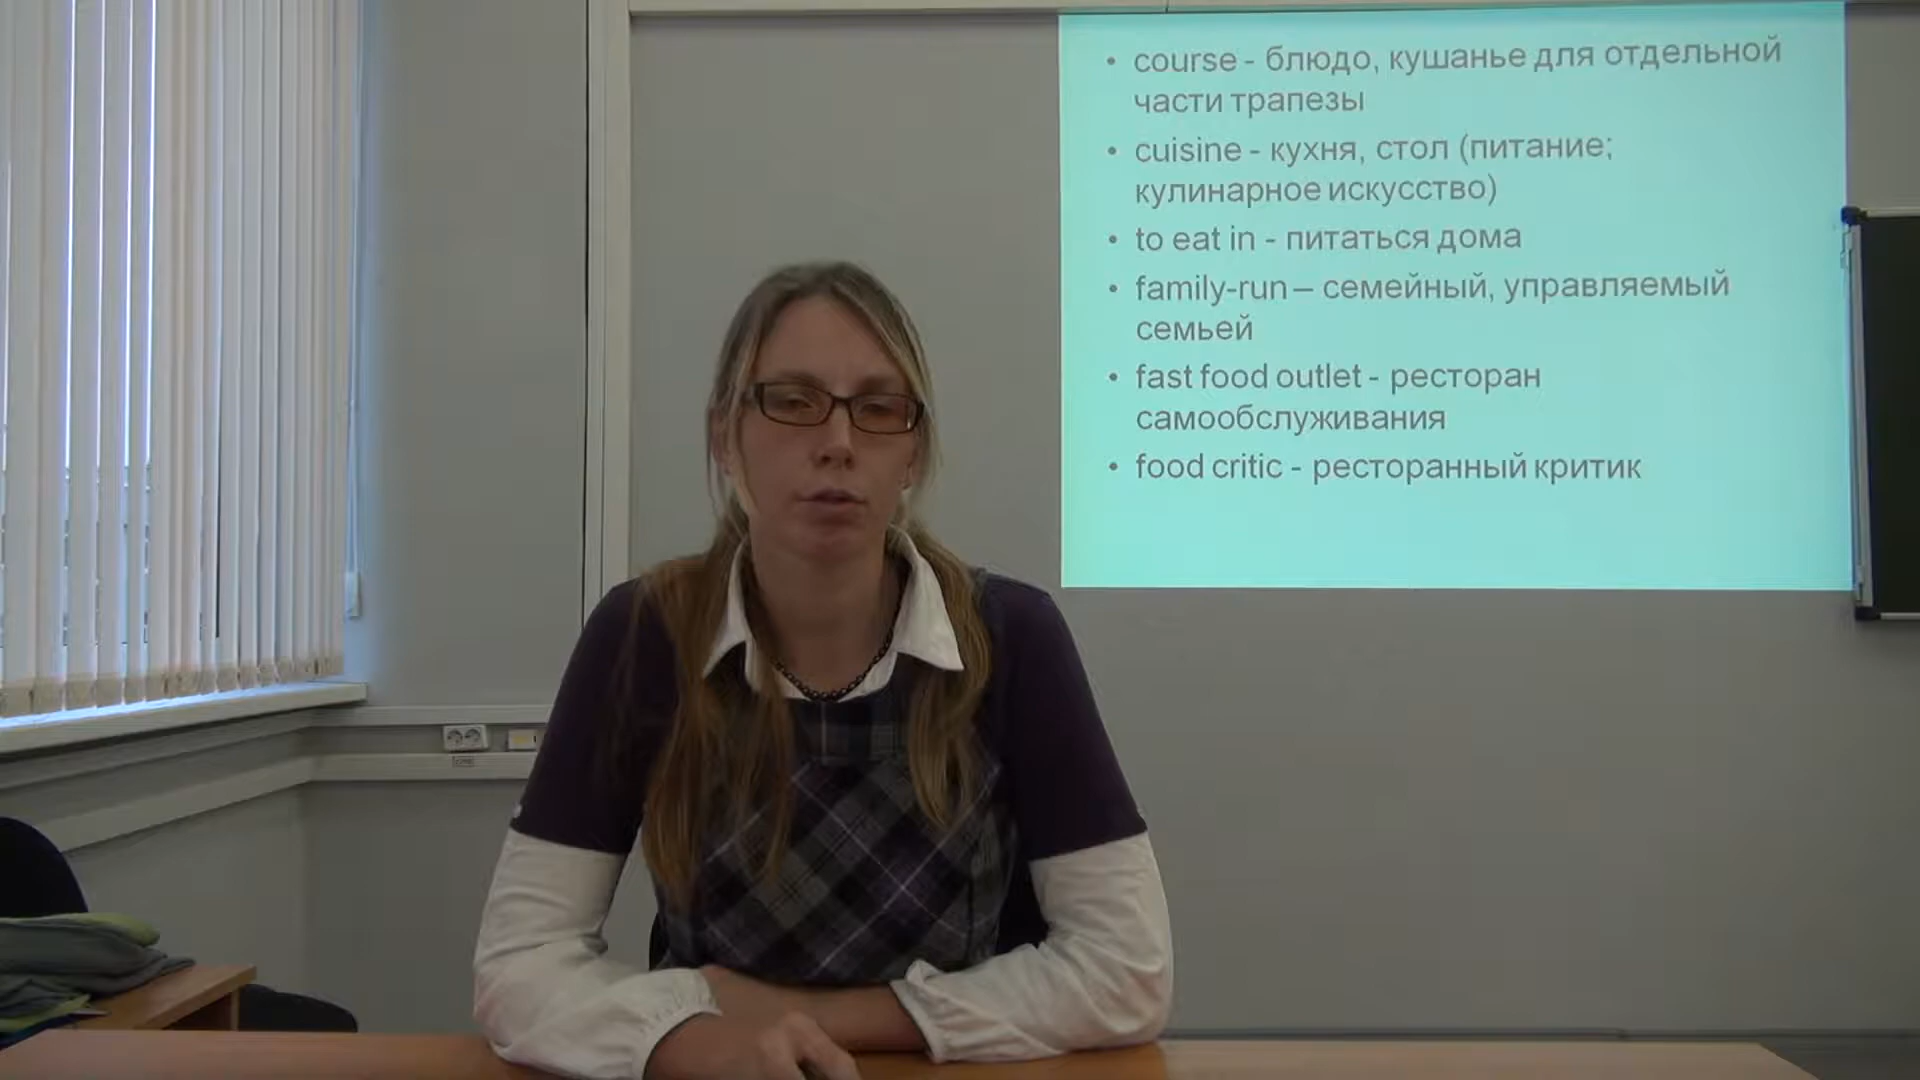 • course - блюдо, кушанье для отдельной
части трапезы
• cuisine - кухня, стол (питание;
кулинарное искусство)
• to eat in - питаться дома
• family-run – семейный, управляемый
семьей
• fast food outlet - ресторан
самообслуживания
• food critic - ресторанный критик